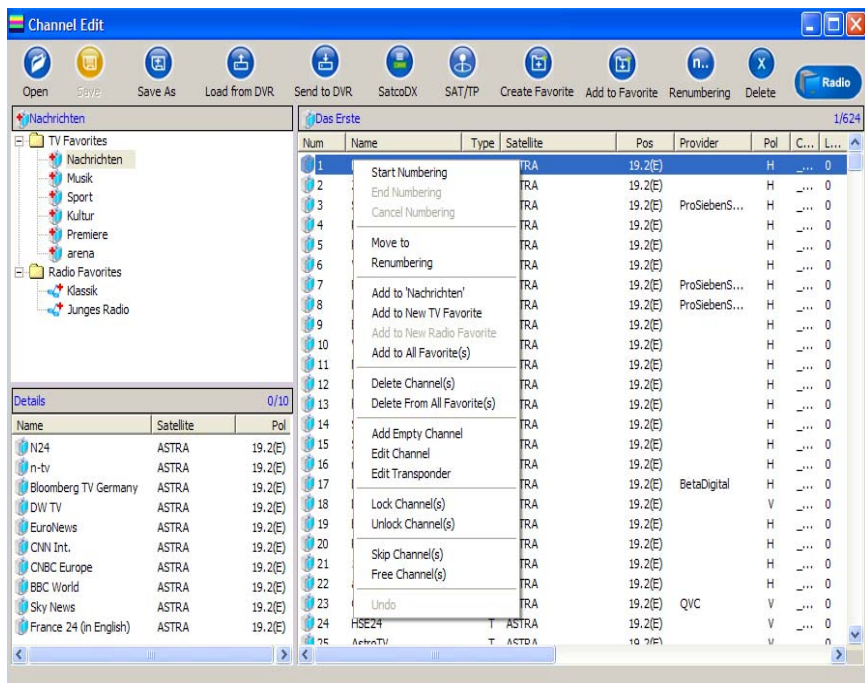 Channel Edit
Open Save Save As Load from DVR Send to DVR SatcoDX SAT/TP Create Favorite Add to Favorite Renumbering Delete Radio
Nachrichten
TV Favorites
Nachrichten
Musik
Sport
Kultur
Premiere
arena
Radio Favorites
Klassik
Junges Radio
Details 0/10
Name Satellite Pol
N24 ASTRA 19.2(E)
n-tv ASTRA 19.2(E)
Bloomberg TV Germany ASTRA 19.2(E)
DW TV ASTRA 19.2(E)
EuroNews ASTRA 19.2(E)
CNN Int. ASTRA 19.2(E)
CNBC Europe ASTRA 19.2(E)
BBC World ASTRA 19.2(E)
Sky News ASTRA 19.2(E)
France 24 (in English) ASTRA 19.2(E)
Das Erste 1/624
Num Name Type Satellite Pos Provider Pol C... L...
1 TRA 19.2(E) H _... 0
2 TRA 19.2(E) H _... 0
3 TRA 19.2(E) ProSiebenS... H _... 0
4 TRA 19.2(E) H _... 0
5 TRA 19.2(E) H _... 0
6 TRA 19.2(E) H _... 0
7 TRA 19.2(E) ProSiebenS... H _... 0
8 TRA 19.2(E) ProSiebenS... H _... 0
9 TRA 19.2(E) H _... 0
10 TRA 19.2(E) H _... 0
11 TRA 19.2(E) H _... 0
12 TRA 19.2(E) H _... 0
13 TRA 19.2(E) H _... 0
14 TRA 19.2(E) H _... 0
15 TRA 19.2(E) H _... 0
16 TRA 19.2(E) H _... 0
17 TRA 19.2(E) BetaDigital H _... 0
18 TRA 19.2(E) V _... 0
19 TRA 19.2(E) H _... 0
20 TRA 19.2(E) H _... 0
21 TRA 19.2(E) H _... 0
22 TRA 19.2(E) H _... 0
23 TRA 19.2(E) QVC V _... 0
24 HSE24 T ASTRA 19.2(E) V _... 0
25 AstroTV T ASTRA 19.2(E) V _... 0
Start Numbering
End Numbering
Cancel Numbering
Move to
Renumbering
Add to 'Nachrichten'
Add to New TV Favorite
Add to New Radio Favorite
Add to All Favorite(s)
Delete Channel(s)
Delete From All Favorite(s)
Add Empty Channel
Edit Channel
Edit Transponder
Lock Channel(s)
Unlock Channel(s)
Skip Channel(s)
Free Channel(s)
Undo